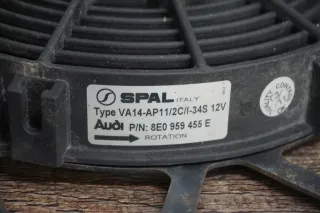 SPAL ITALY
Type VA14-AP11/2C/I-34S 12V
Audi P/N: 8E0 959 455 E
ROTATION